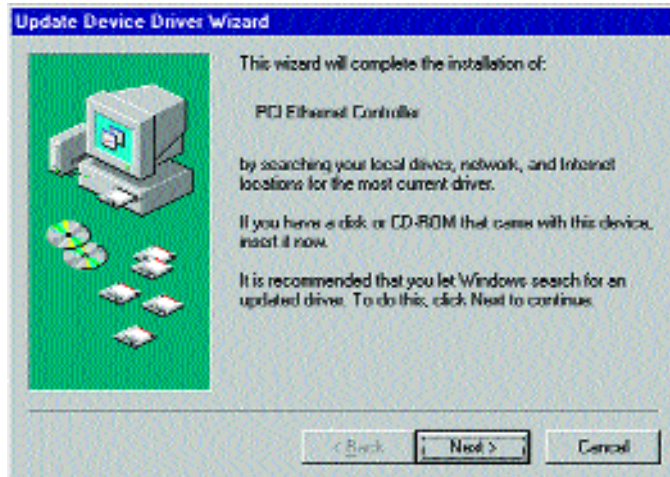 Update Device Driver Wizard
This wizard will complete the installation of:
PCI Ethernet Controller
by searching your local drives, network, and Internet
locations for the most current driver.
If you have a disk or CD-ROM that came with this device,
insert it now.
It is recommended that you let Windows search for an
updated driver. To do this, click Next to continue.
< Back
Next >
Cancel